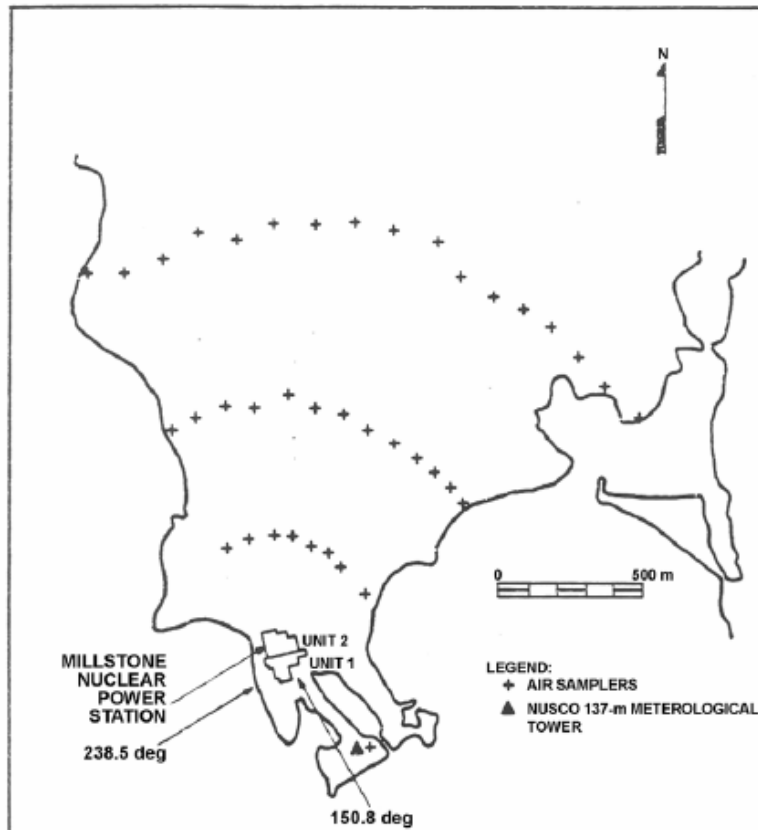 N
0 500 m
UNIT 2
UNIT 1
MILLSTONE
NUCLEAR
POWER
STATION
238.5 deg
150.8 deg
LEGEND:
AIR SAMPLERS
NUSCO 137-m METEROLOGICAL
TOWER